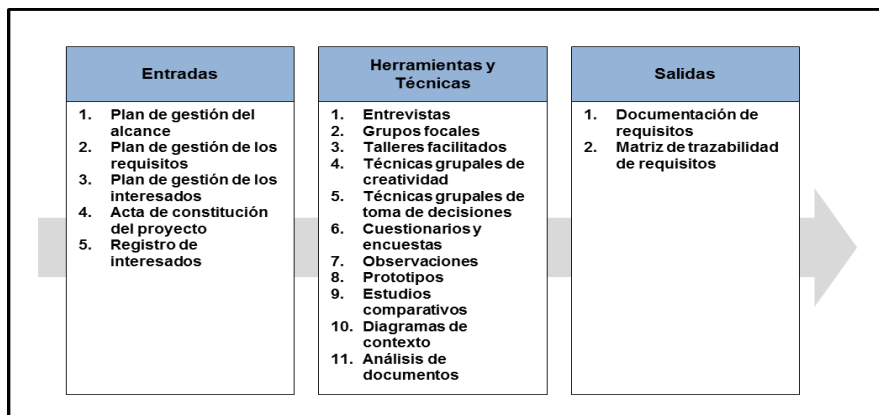 Entradas
1. Plan de gestión del
alcance
2. Plan de gestión de los
requisitos
3. Plan de gestión de los
interesados
4. Acta de constitución
del proyecto
5. Registro de
interesados
Herramientas y
Técnicas
1. Entrevistas
2. Grupos focales
3. Talleres facilitados
4. Técnicas grupales de
creatividad
5. Técnicas grupales de
toma de decisiones
6. Cuestionarios y
encuestas
7. Observaciones
8. Prototipos
9. Estudios
comparativos
10. Diagramas de
contexto
11. Análisis de
documentos
Salidas
1. Documentación de
requisitos
2. Matriz de trazabilidad
de requisitos